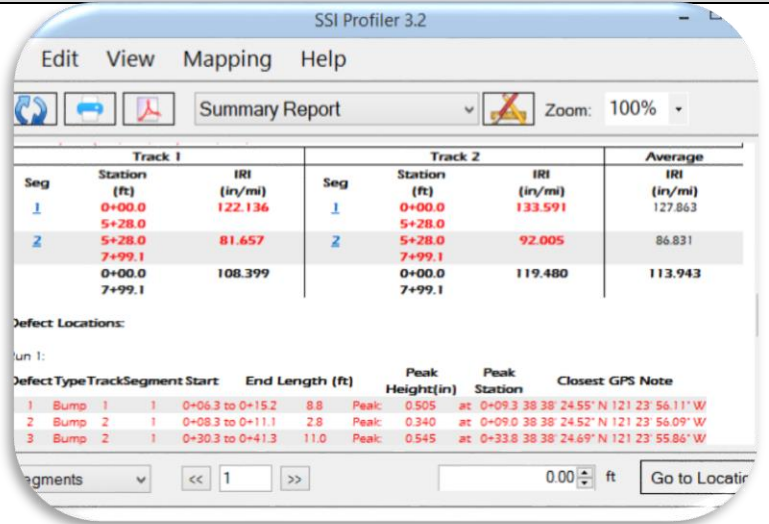 SSI Profiler 3.2
Edit View Mapping Help
Summary Report Zoom: 100%
Track 1 Track 2 Average
Seg Station (ft) IRI (in/mi) Seg Station (ft) IRI (in/mi) IRI (in/mi)
1 0+00.0 122.136 1 0+00.0 133.591 127.863
5+28.0 5+28.0
2 5+28.0 81.657 2 5+28.0 92.005 86.831
7+99.1 7+99.1
0+00.0 108.399 0+00.0 119.480 113.943
7+99.1 7+99.1
Defect Locations:
un 1:
Defect Type Track Segment Start End Length (ft) Peak Height(in) Peak Station Closest GPS Note
1 Bump 1 1 0+06.3 to 0+15.2 8.8 Peak: 0.505 at 0+09.3 38 38' 24.55" N 121 23' 56.11" W
2 Bump 2 1 0+08.3 to 0+11.1 2.8 Peak: 0.340 at 0+09.0 38 38' 24.52" N 121 23' 56.09" W
3 Bump 2 1 0+30.3 to 0+41.3 11.0 Peak: 0.545 at 0+33.8 38 38' 24.69" N 121 23' 55.86" W
egments << 1 >> 0.00 ft Go to Locatio